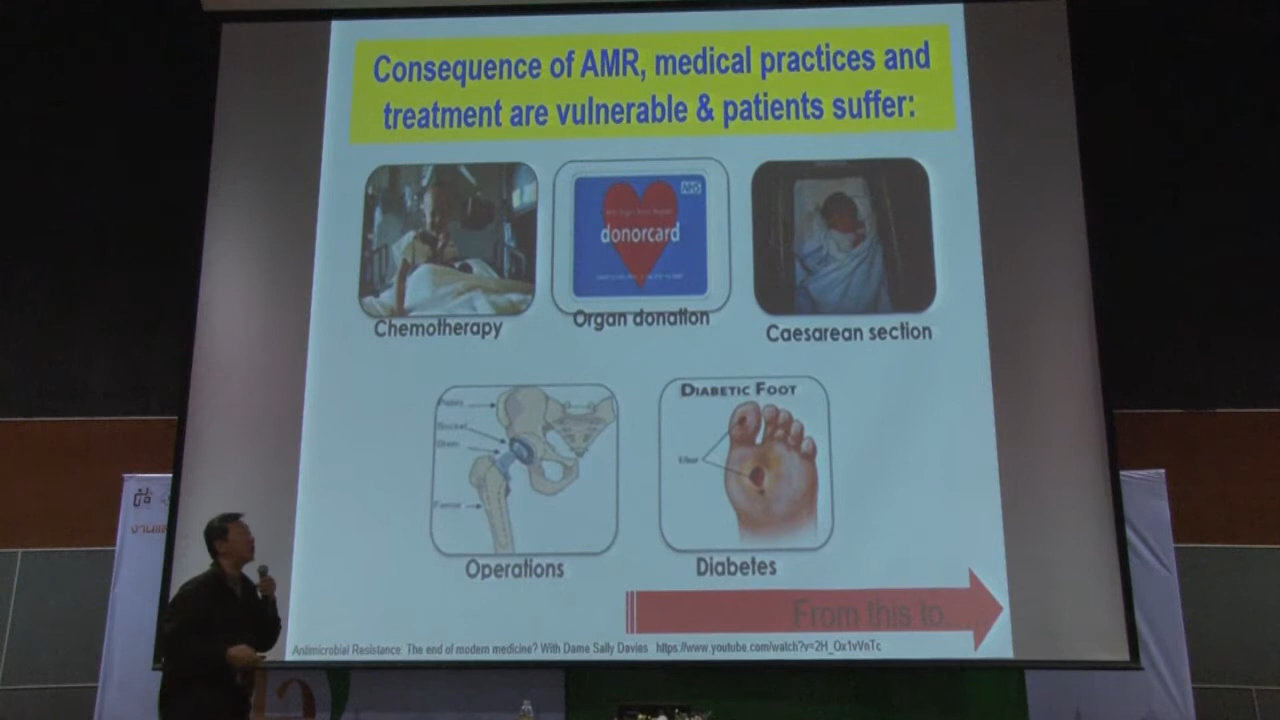 Consequence of AMR, medical practices and
treatment are vulnerable & patients suffer:
NHS
donorcard
Chemotherapy
Organ donation
Caesarean section
Pelvis
Socket
Stem
Femur
DIABETIC FOOT
Ulcer
Operations
Diabetes
From this to
Antimicrobial Resistance: The end of modern medicine? With Dame Sally Davies https://www.youtube.com/watch?v=2H_Ox1vVnTc